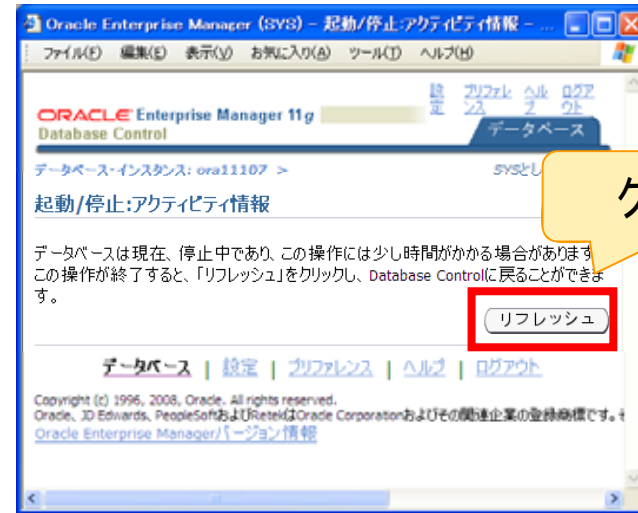 Oracle Enterprise Manager (SYS) - 起動/停止:アクティビティ情報 - ...
ファイル(F) 編集(E) 表示(V) お気に入り(A) ツール(T) ヘルプ(H)
設定 プリファレンス ヘルプ ログアウト
ORACLE Enterprise Manager 11g
Database Control
データベース
データベース・インスタンス: ora11107 >
SYSとし
起動/停止:アクティビティ情報
データベースは現在、停止中であり、この操作には少し時間がかかる場合があります
この操作が終了すると、「リフレッシュ」をクリックし、Database Controlに戻ることができま
す。
リフレッシュ
データベース | 設定 | プリファレンス | ヘルプ | ログアウト
Copyright (c) 1996, 2008, Oracle. All rights reserved.
Oracle、JD Edwards、PeopleSoftおよびRetekはOracle Corporationおよびその関連企業の登録商標です。そ
Oracle Enterprise Managerバージョン情報